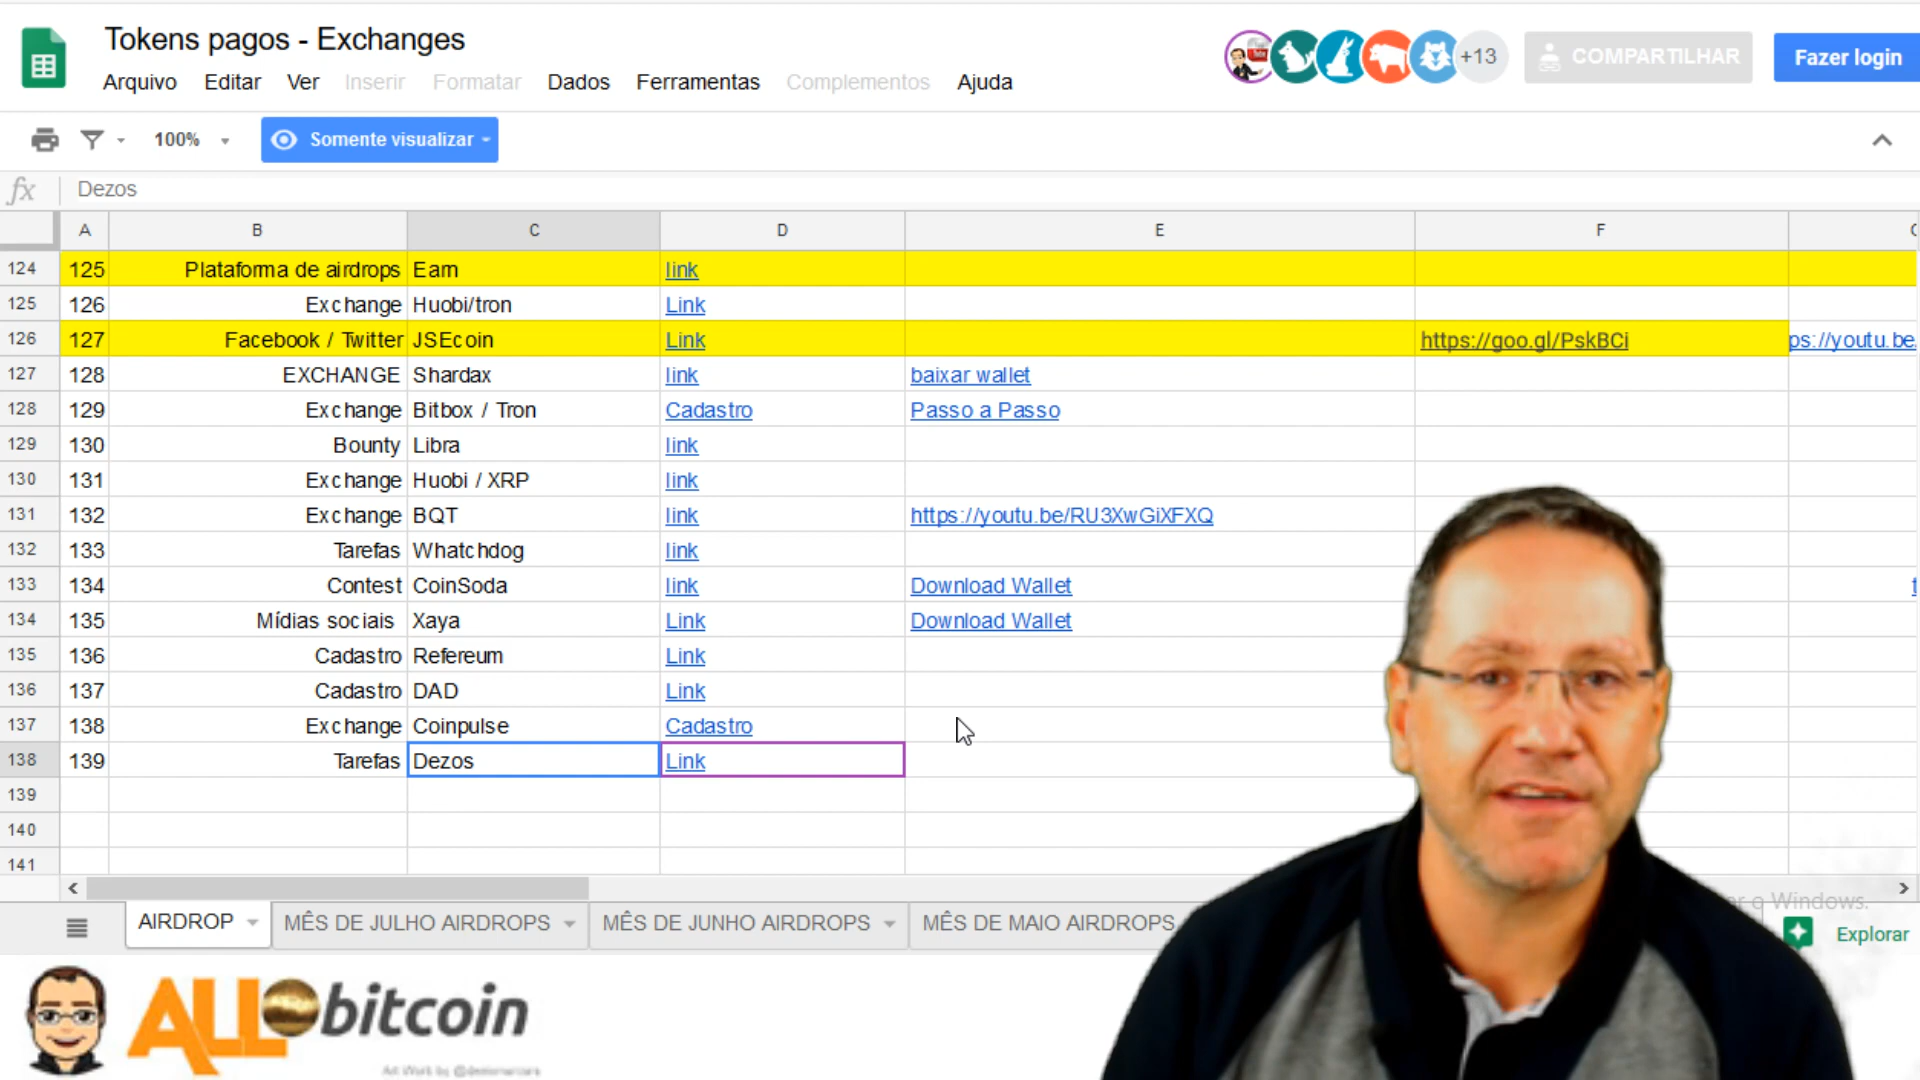 Tokens pagos - Exchanges
Arquivo Editar Ver Inserir Formatar Dados Ferramentas Complementos Ajuda
+13 COMPARTILHAR Fazer login
100% Somente visualizar
fx Dezos
A B C D E F
124 125 Plataforma de airdrops Earn link
125 126 Exchange Huobi/tron Link
126 127 Facebook / Twitter JSEcoin Link https://goo.gl/PskBCi ps://youtu.be
127 128 EXCHANGE Shardax link baixar wallet
128 129 Exchange Bitbox / Tron Cadastro Passo a Passo
129 130 Bounty Libra link
130 131 Exchange Huobi / XRP link
131 132 Exchange BQT link https://youtu.be/RU3XwGiXFXQ
132 133 Tarefas Whatchdog link
133 134 Contest CoinSoda link Download Wallet
134 135 Mídias sociais Xaya Link Download Wallet
135 136 Cadastro Refereum Link
136 137 Cadastro DAD Link
137 138 Exchange Coinpulse Cadastro
138 139 Tarefas Dezos Link
139
140
141
Windows.
AIRDROP MÊS DE JULHO AIRDROPS MÊS DE JUNHO AIRDROPS MÊS DE MAIO AIRDROPS
Explorar
ALLObitcoin